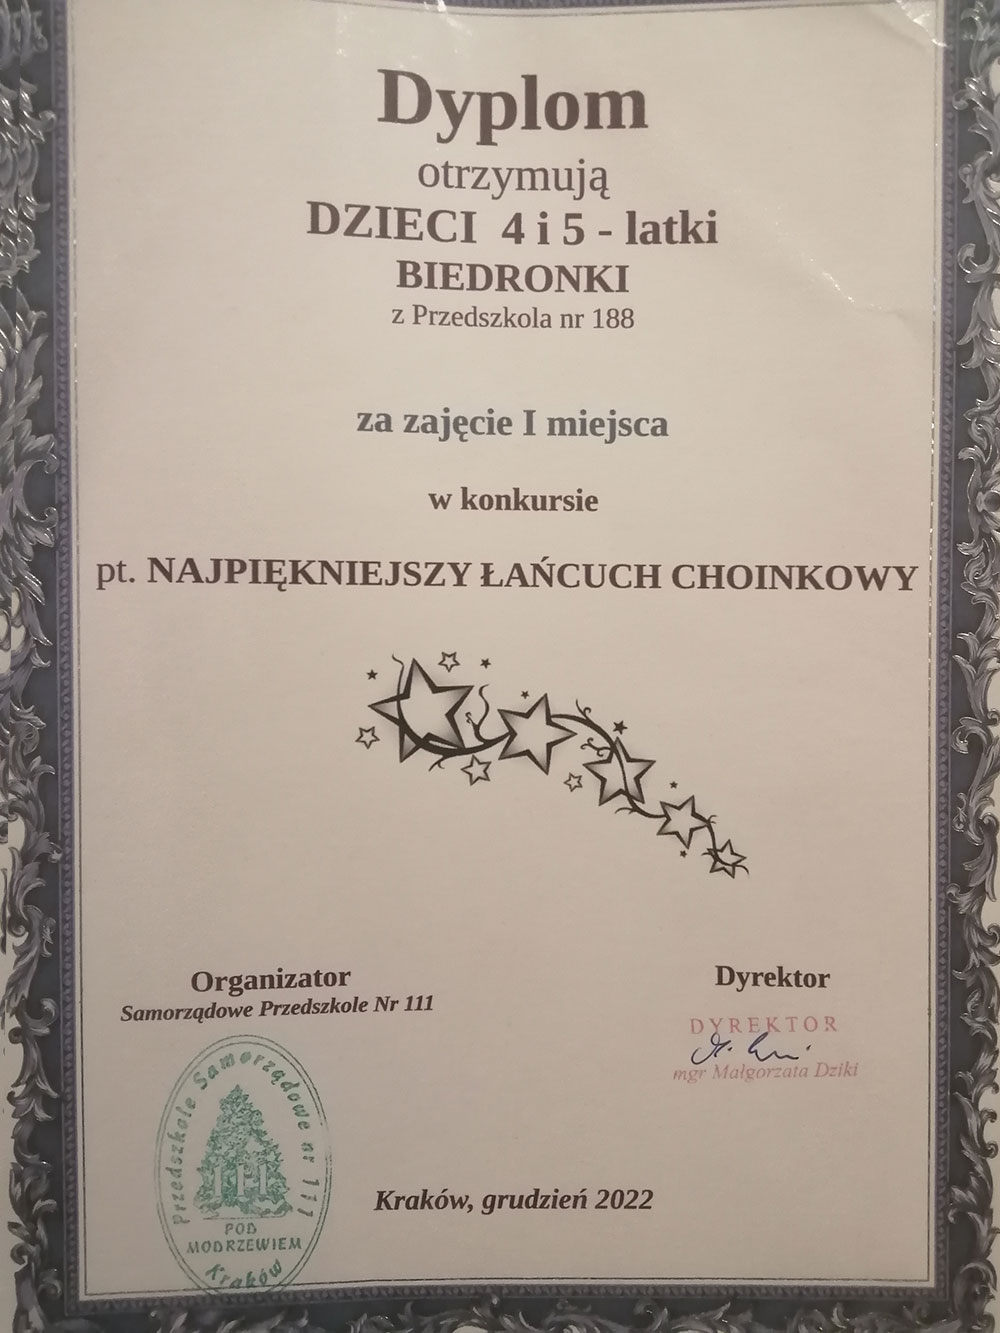 Dyplom
otrzymują
DZIECI 4 i 5 - latki
BIEDRONKI
z Przedszkola nr 188
za zajęcie I miejsca
w konkursie
pt. NAJPIĘKNIEJSZY ŁAŃCUCH CHOINKOWY
Organizator
Samorządowe Przedszkole Nr 111
Dyrektor
DYREKTOR
mgr Małgorzata Dziki
Przedszkole Samorządowe nr 111
111
POD
MODRZEWIEM
Kraków
Kraków, grudzień 2022